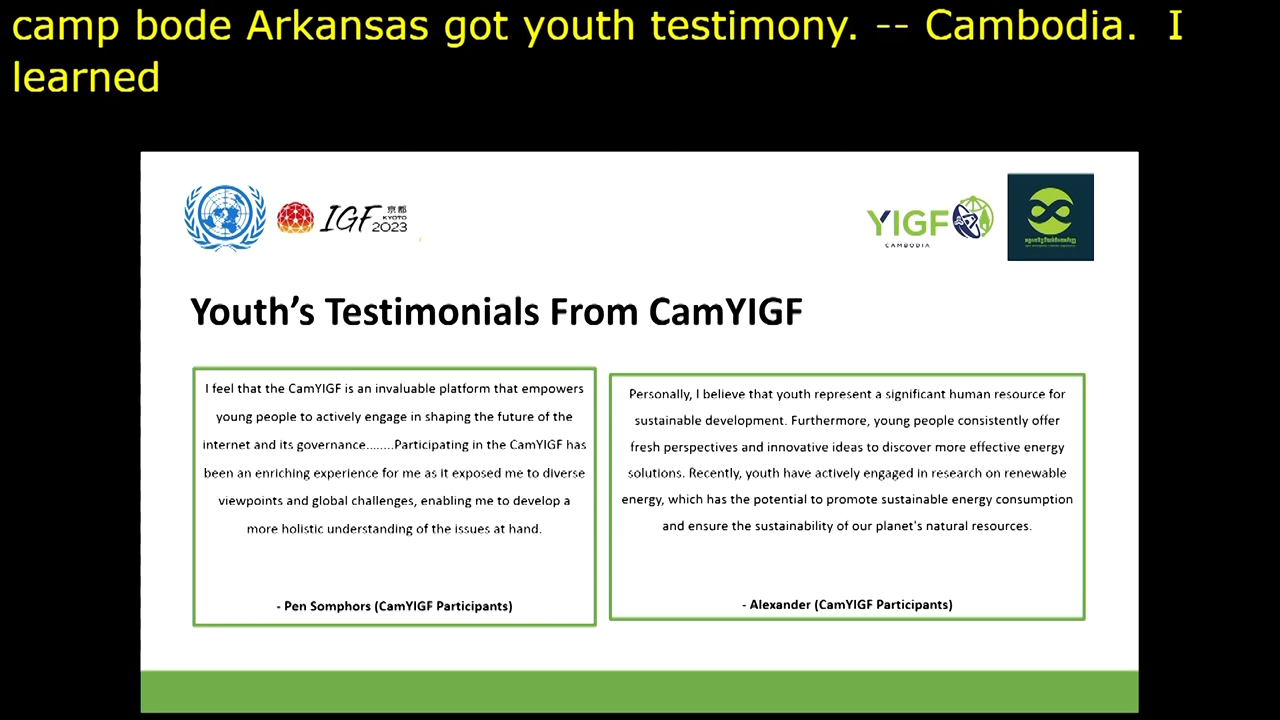 camp bode Arkansas got youth testimony. -- Cambodia.  I
learned
IGF 京都
KYOTO
2023
YIGF
CAMBODIA
Youth's Testimonials From CamYIGF
I feel that the CamYIGF is an invaluable platform that empowers
young people to actively engage in shaping the future of the
internet and its governance........Participating in the CamYIGF has
been an enriching experience for me as it exposed me to diverse
viewpoints and global challenges, enabling me to develop a
more holistic understanding of the issues at hand.
- Pen Somphors (CamYIGF Participants)
Personally, I believe that youth represent a significant human resource for
sustainable development. Furthermore, young people consistently offer
fresh perspectives and innovative ideas to discover more effective energy
solutions. Recently, youth have actively engaged in research on renewable
energy, which has the potential to promote sustainable energy consumption
and ensure the sustainability of our planet's natural resources.
- Alexander (CamYIGF Participants)